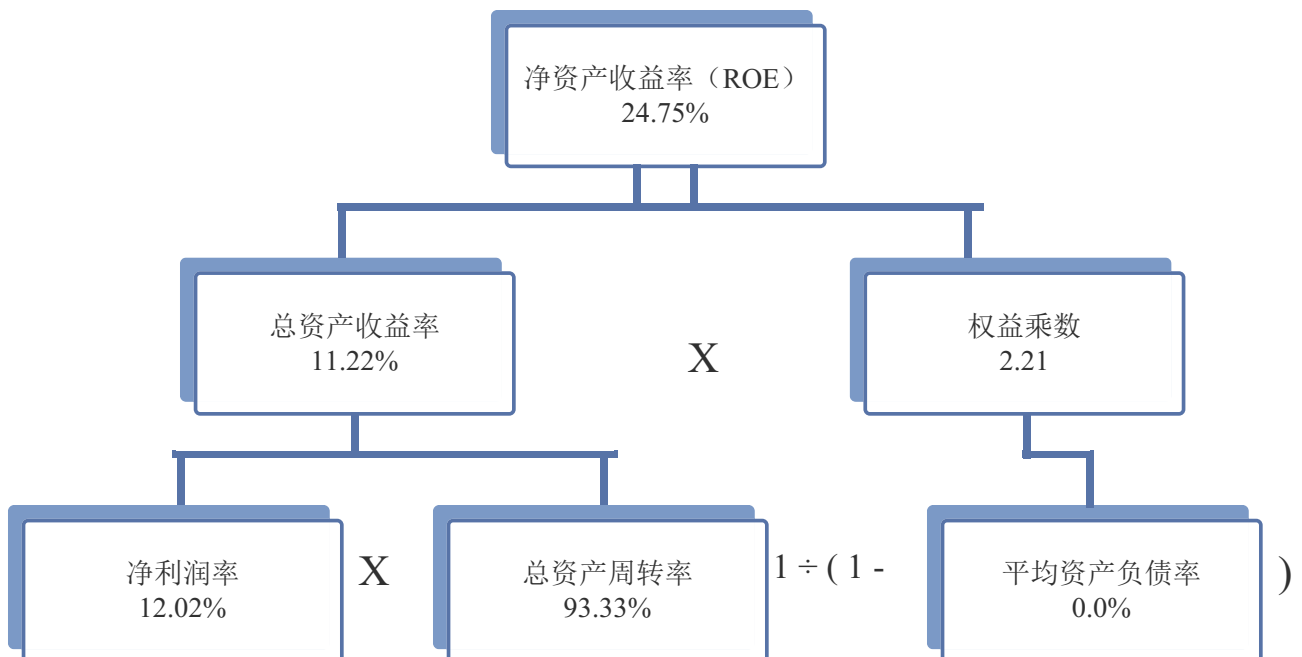 净资产收益率（ROE）
24.75%
总资产收益率
11.22%
X
权益乘数
2.21
净利润率
12.02%
X
总资产周转率
93.33%
1 ÷ ( 1 -
平均资产负债率
0.0%
)